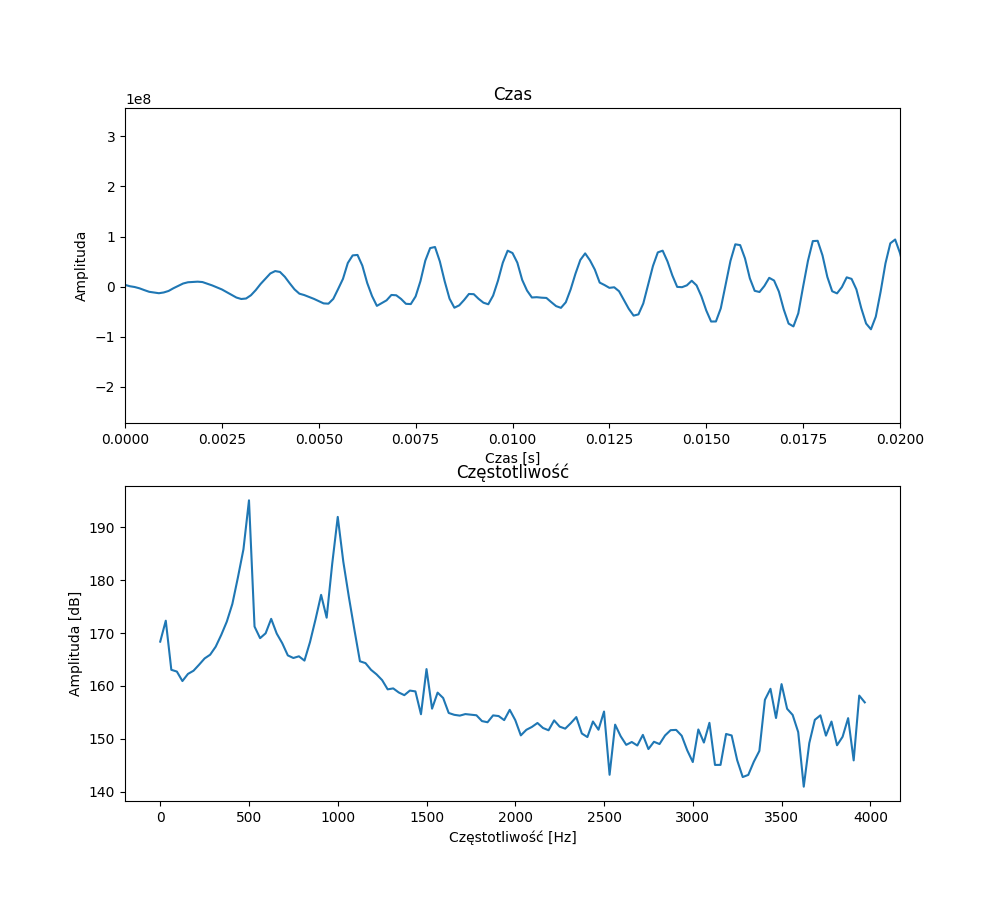 Czas
1e8
3
2
1
0
−1
−2
Amplituda
0.0000 0.0025 0.0050 0.0075 0.0100 0.0125 0.0150 0.0175 0.0200
Czas [s]
Częstotliwość
190
180
170
160
150
140
Amplituda [dB]
0 500 1000 1500 2000 2500 3000 3500 4000
Częstotliwość [Hz]